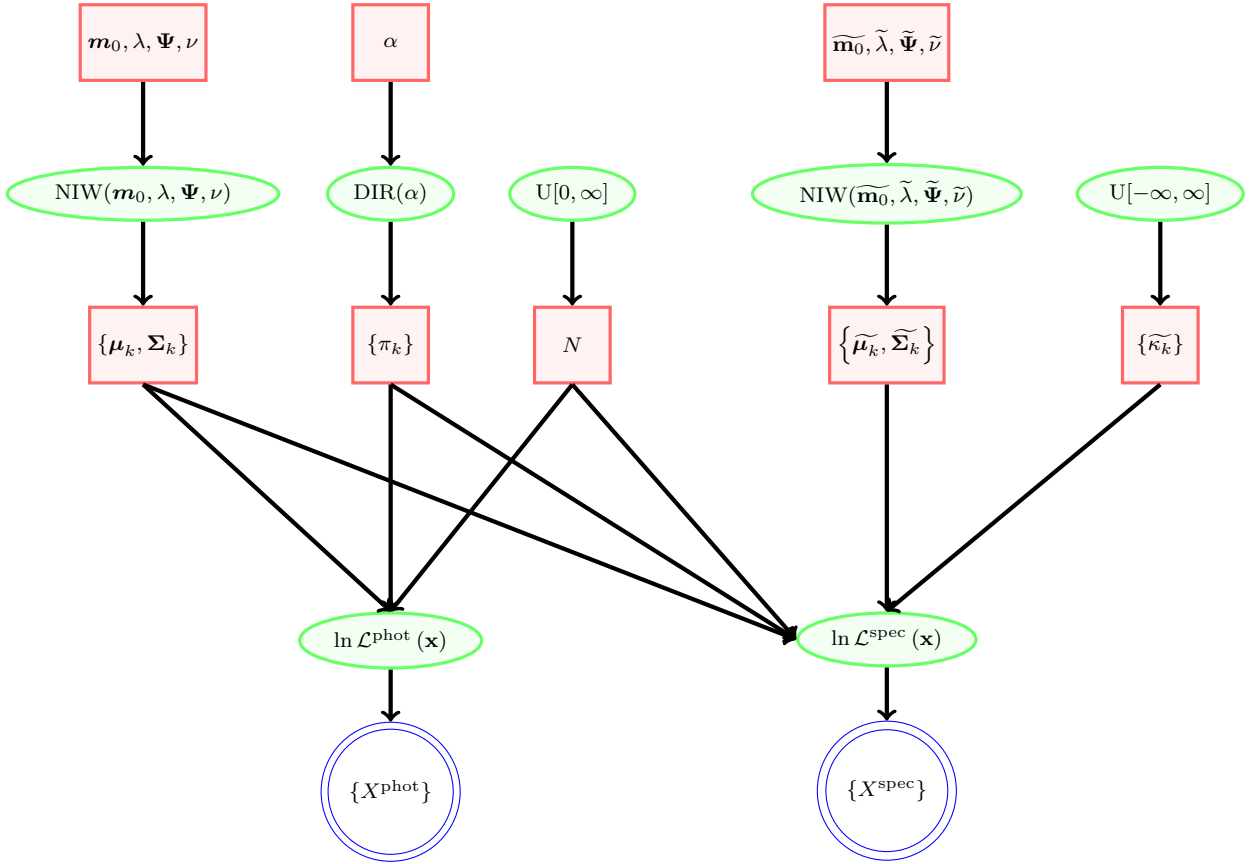 𝒎₀, λ, 𝚿, ν
α
m̃₀, λ̃, 𝚿̃, ν̃
NIW(𝒎₀, λ, 𝚿, ν)
DIR(α)
U[0, ∞]
NIW(m̃₀, λ̃, 𝚿̃, ν̃)
U[−∞, ∞]
{𝝁ₖ, 𝚺ₖ}
{πₖ}
N
{𝝁̃ₖ, 𝚺̃ₖ}
{κ̃ₖ}
ln ℒ^phot (𝐱)
ln ℒ^spec (𝐱)
{X^phot}
{X^spec}